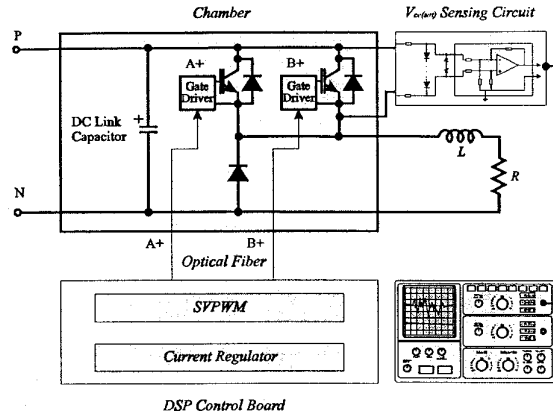 Chamber
V_ce(sat) Sensing Circuit
P
A+
B+
Gate
Driver
Gate
Driver
DC Link
Capacitor
+
L
R
N
A+
B+
Optical Fiber
SVPWM
Current Regulator
DSP Control Board